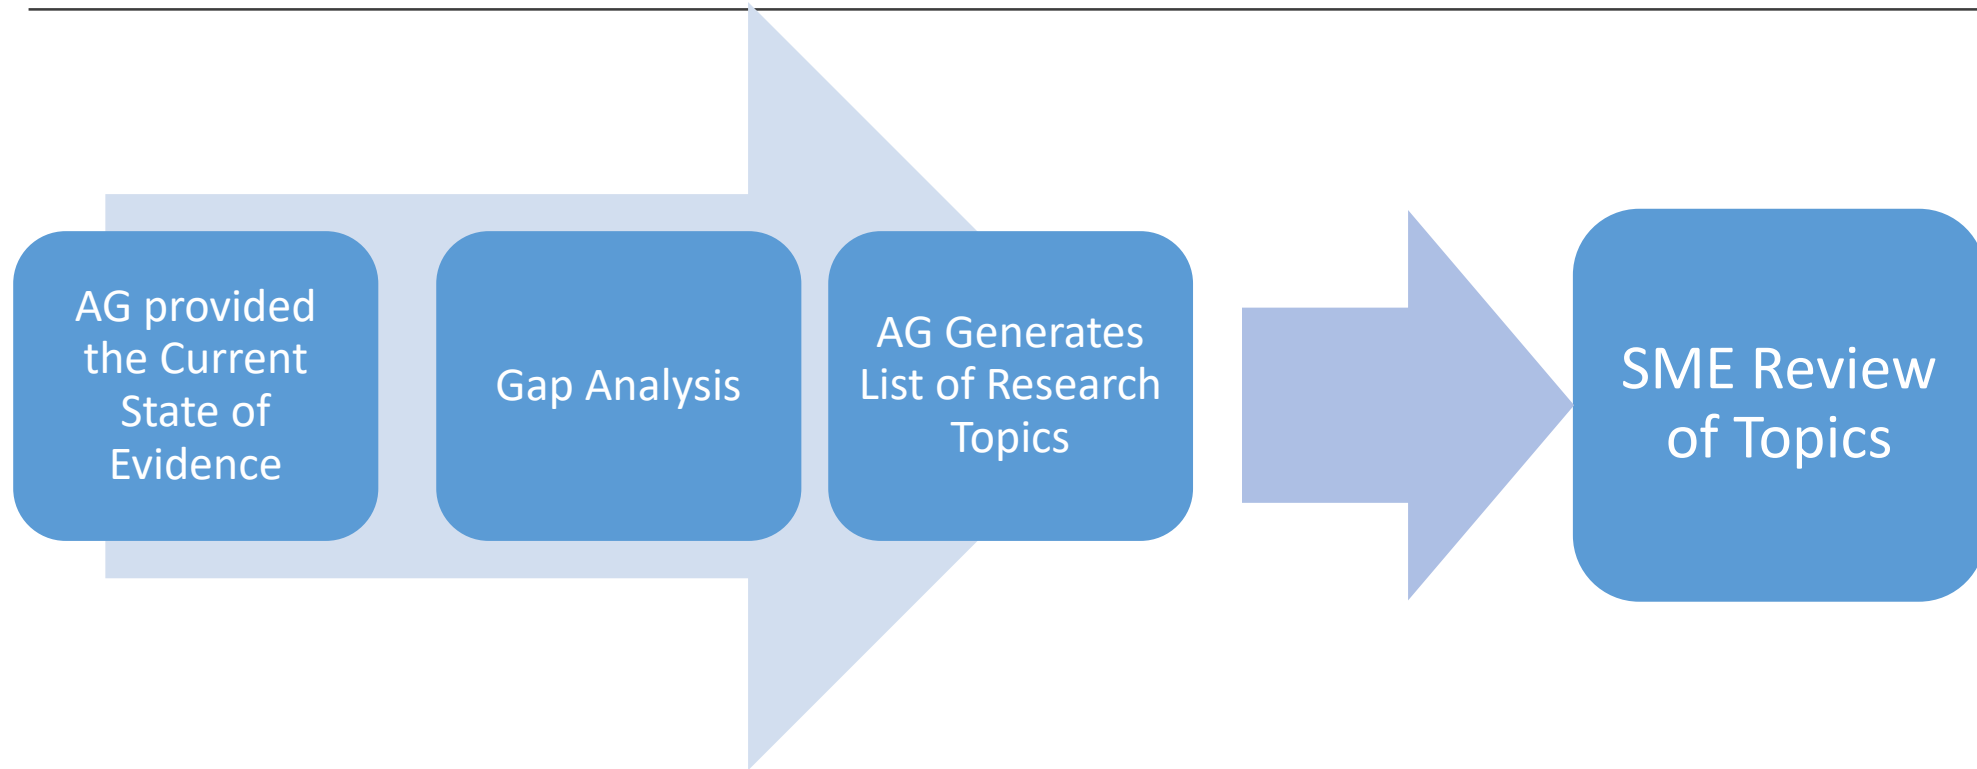 AG provided
the Current
State of
Evidence
Gap Analysis
AG Generates
List of Research
Topics
SME Review
of Topics